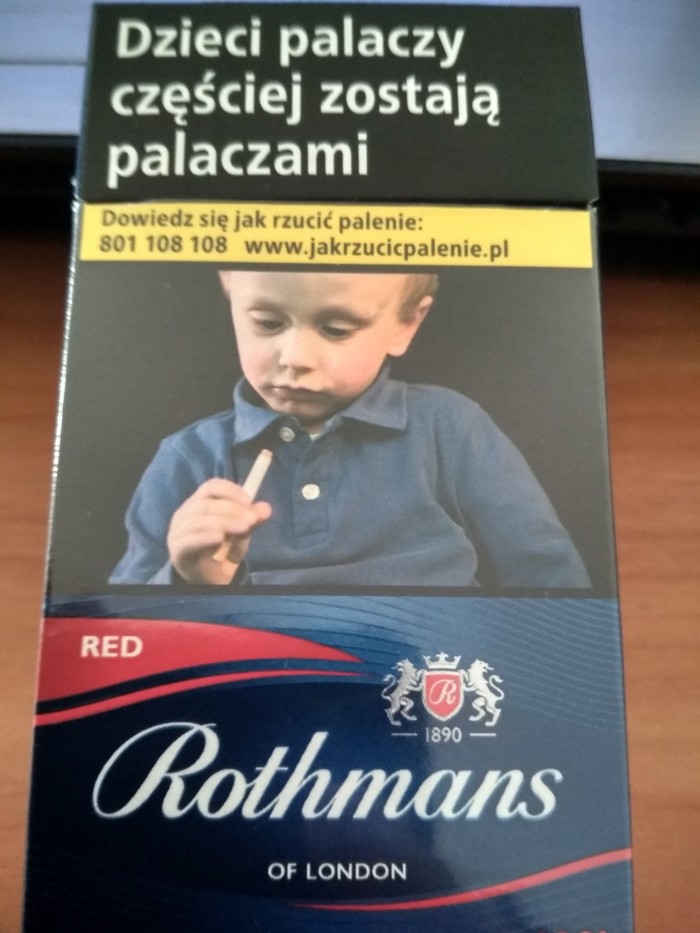 Dzieci palaczy
częściej zostają
palaczami
Dowiedz się jak rzucić palenie:
801 108 108 www.jakrzucicpalenie.pl
RED
R
1890
Rothmans
OF LONDON